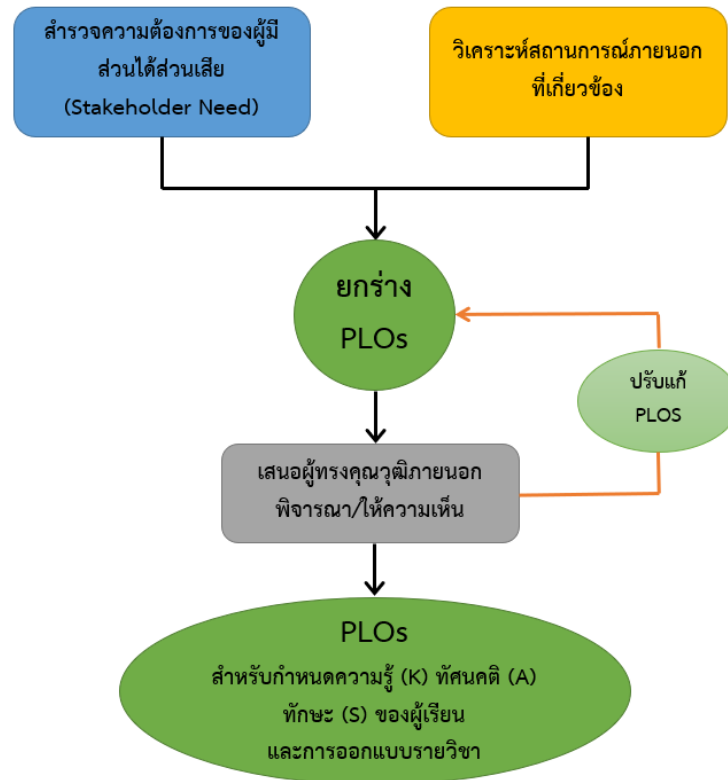 สำรวจความต้องการของผู้มี
ส่วนได้ส่วนเสีย
(Stakeholder Need)
วิเคราะห์สถานการณ์ภายนอก
ที่เกี่ยวข้อง
ยกร่าง
PLOs
ปรับแก้
PLOS
เสนอผู้ทรงคุณวุฒิภายนอก
พิจารณา/ให้ความเห็น
PLOs
สำหรับกำหนดความรู้ (K) ทัศนคติ (A)
ทักษะ (S) ของผู้เรียน
และการออกแบบรายวิชา